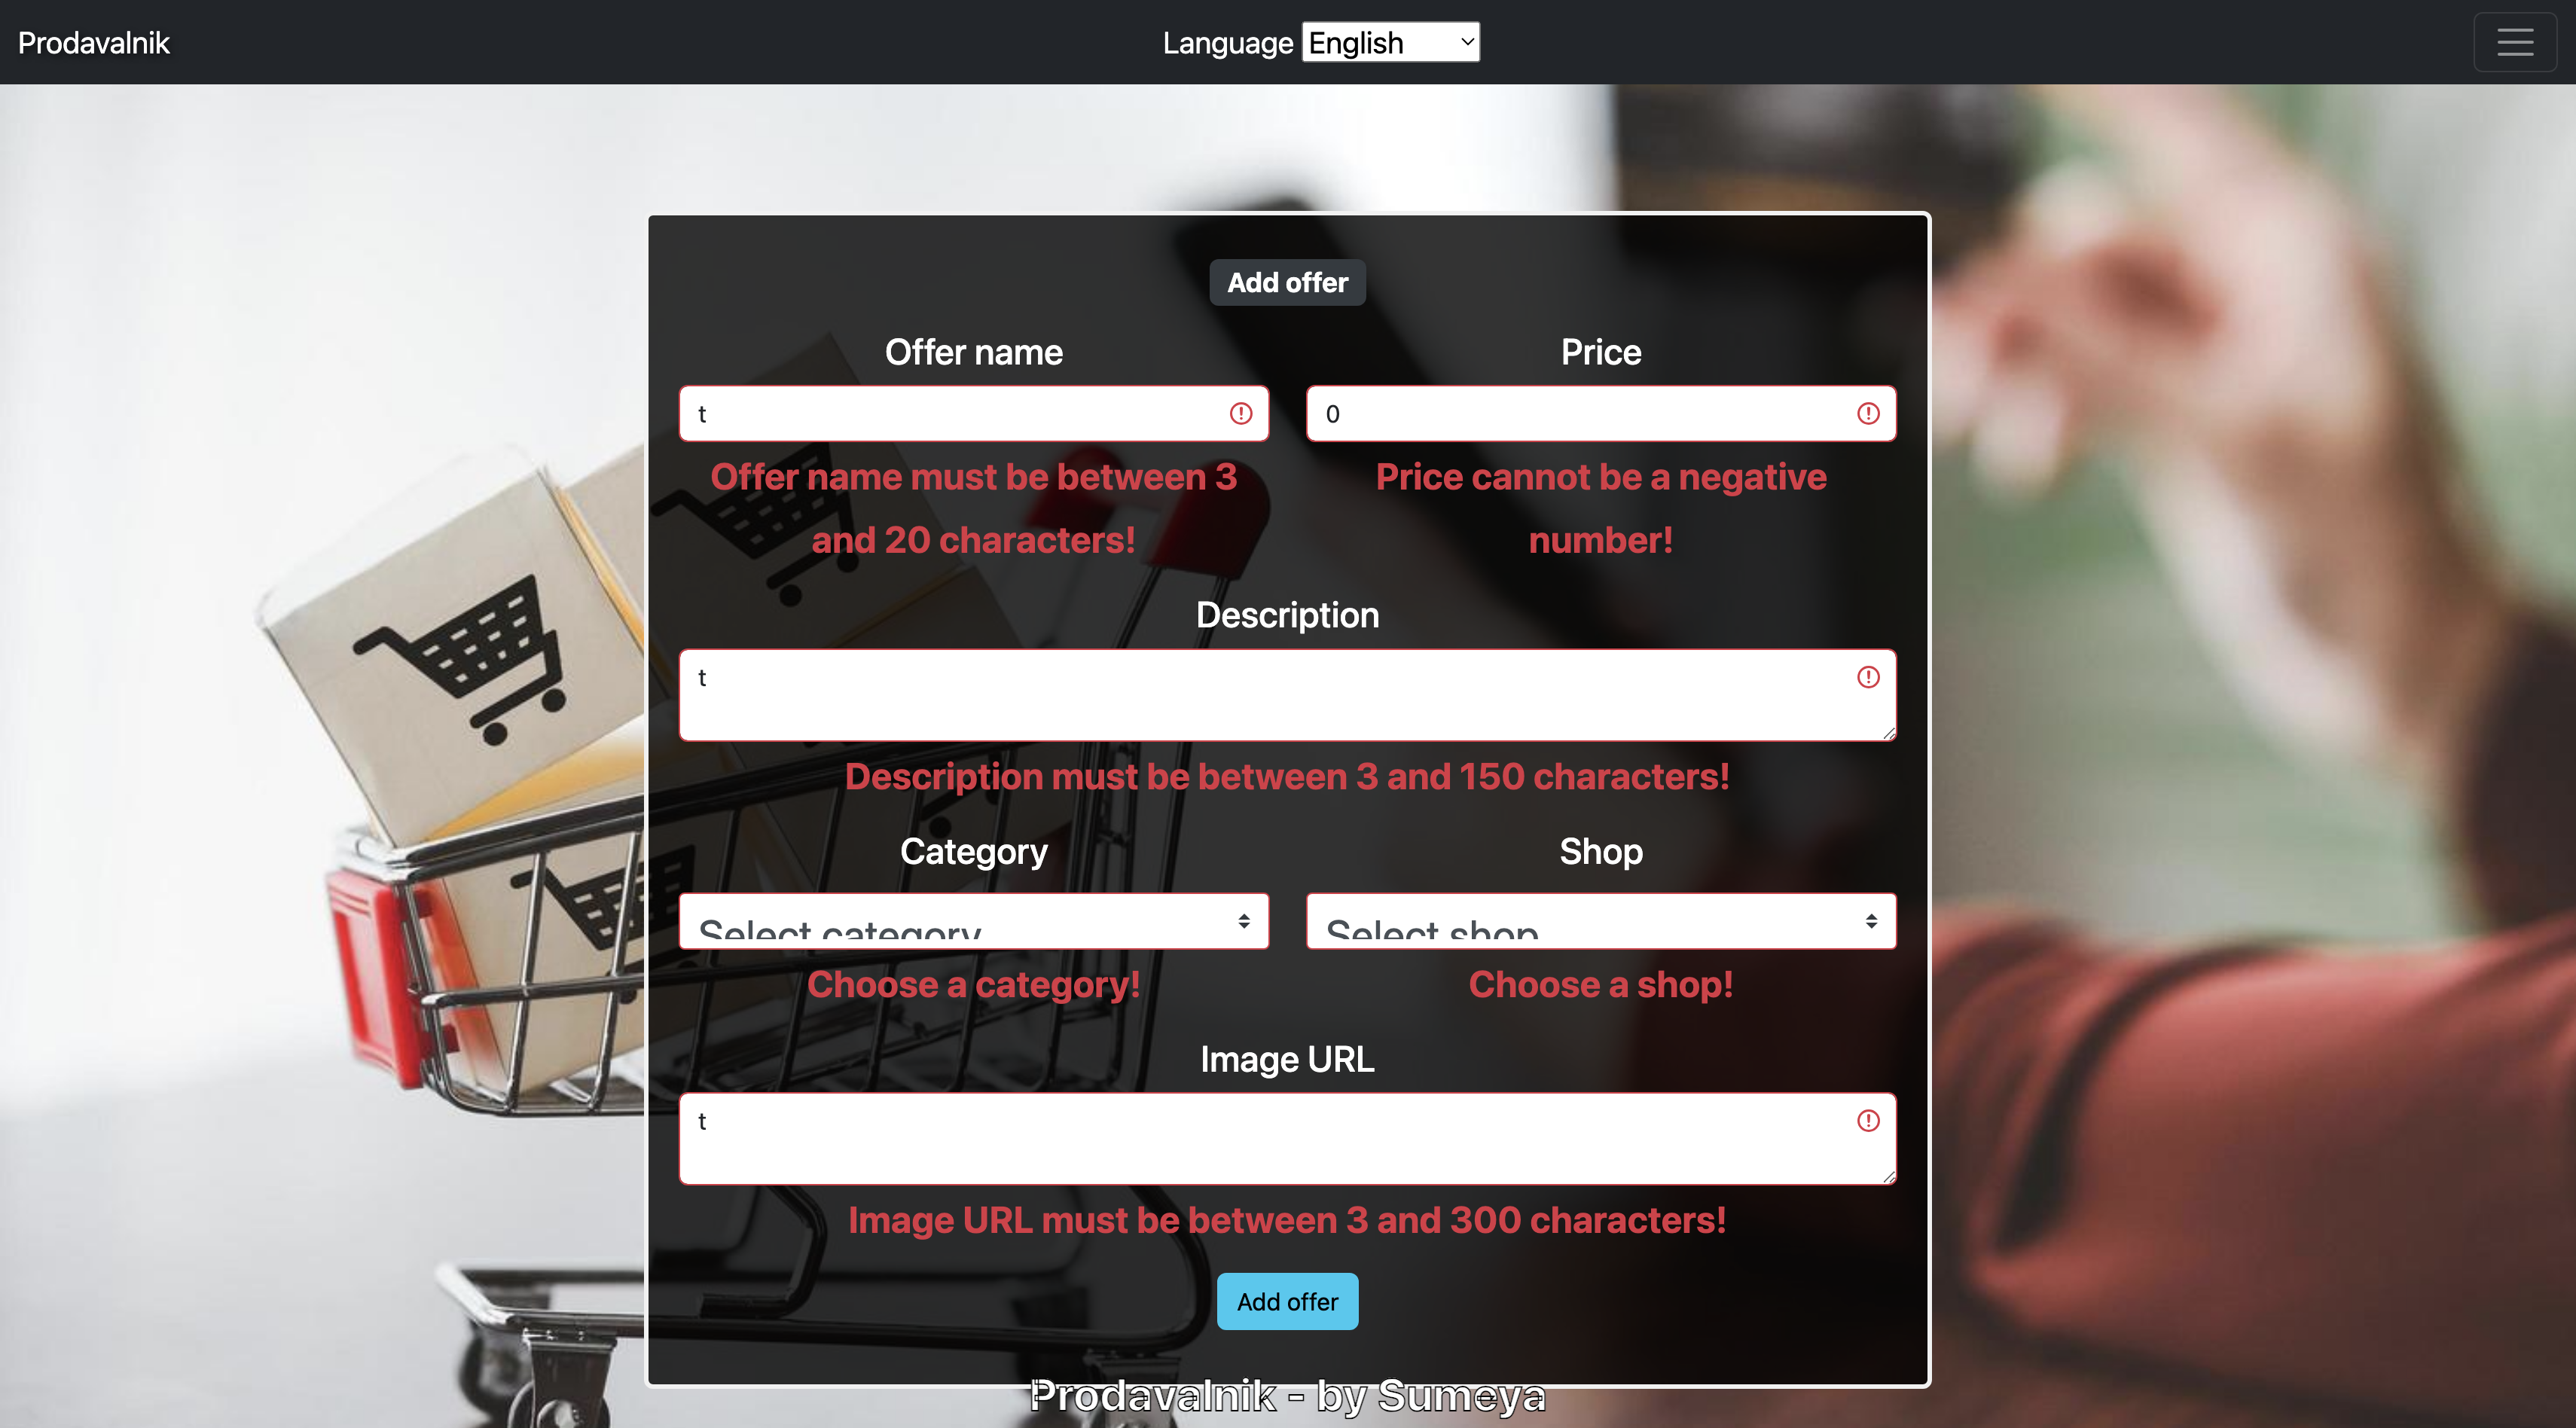 Prodavalnik
Language English
Add offer
Offer name
Price
t
0
Offer name must be between 3
and 20 characters!
Price cannot be a negative
number!
Description
t
Description must be between 3 and 150 characters!
Category
Shop
Select category
Select shop
Choose a category!
Choose a shop!
Image URL
t
Image URL must be between 3 and 300 characters!
Add offer
Prodavalnik - by Sumeya